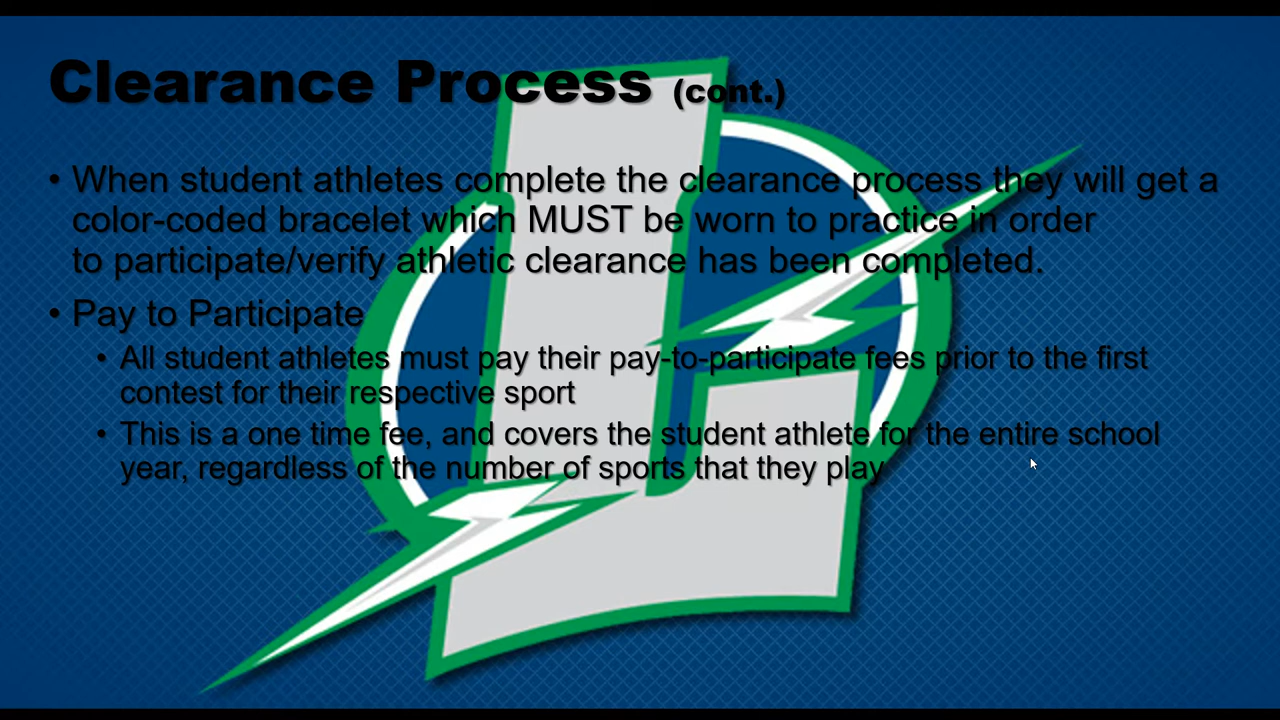 Clearance Process (cont.)
• When student athletes complete the clearance process they will get a
color-coded bracelet which MUST be worn to practice in order
to participate/verify athletic clearance has been completed.
• Pay to Participate
• All student athletes must pay their pay-to-participate fees prior to the first
contest for their respective sport
• This is a one time fee, and covers the student athlete for the entire school
year, regardless of the number of sports that they play
L